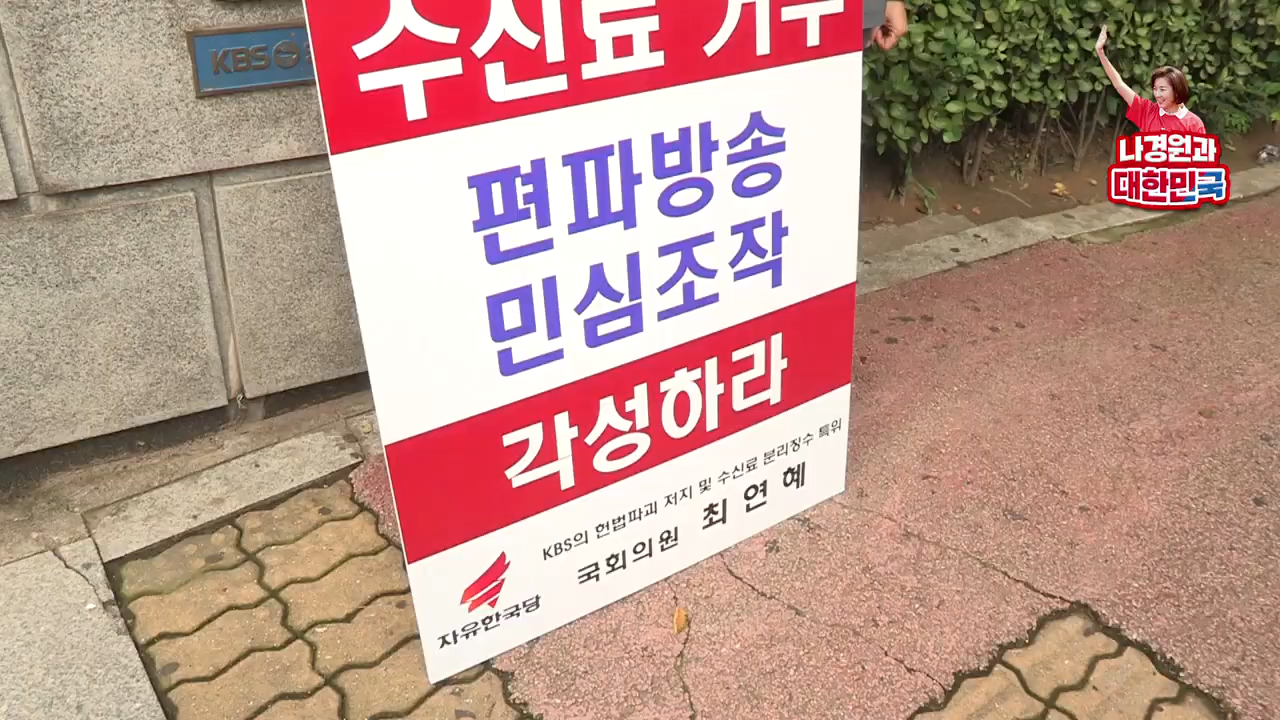 KBS
수신료 거부
편파방송
민심조작
각성하라
KBS의 헌법파괴 저지 및 수신료 분리징수 특위
국회의원 최연혜
자유한국당
나경원과
대한민국